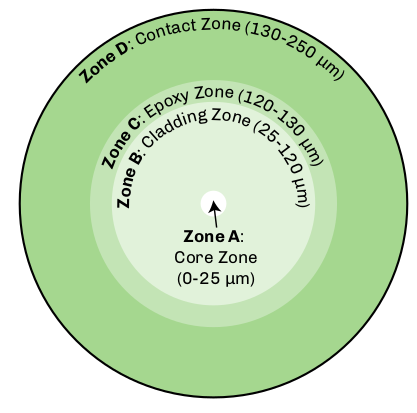 Zone D: Contact Zone (130-250 µm)
Zone C: Epoxy Zone (120-130 µm)
Zone B: Cladding Zone (25-120 µm)
Zone A:
Core Zone
(0-25 µm)